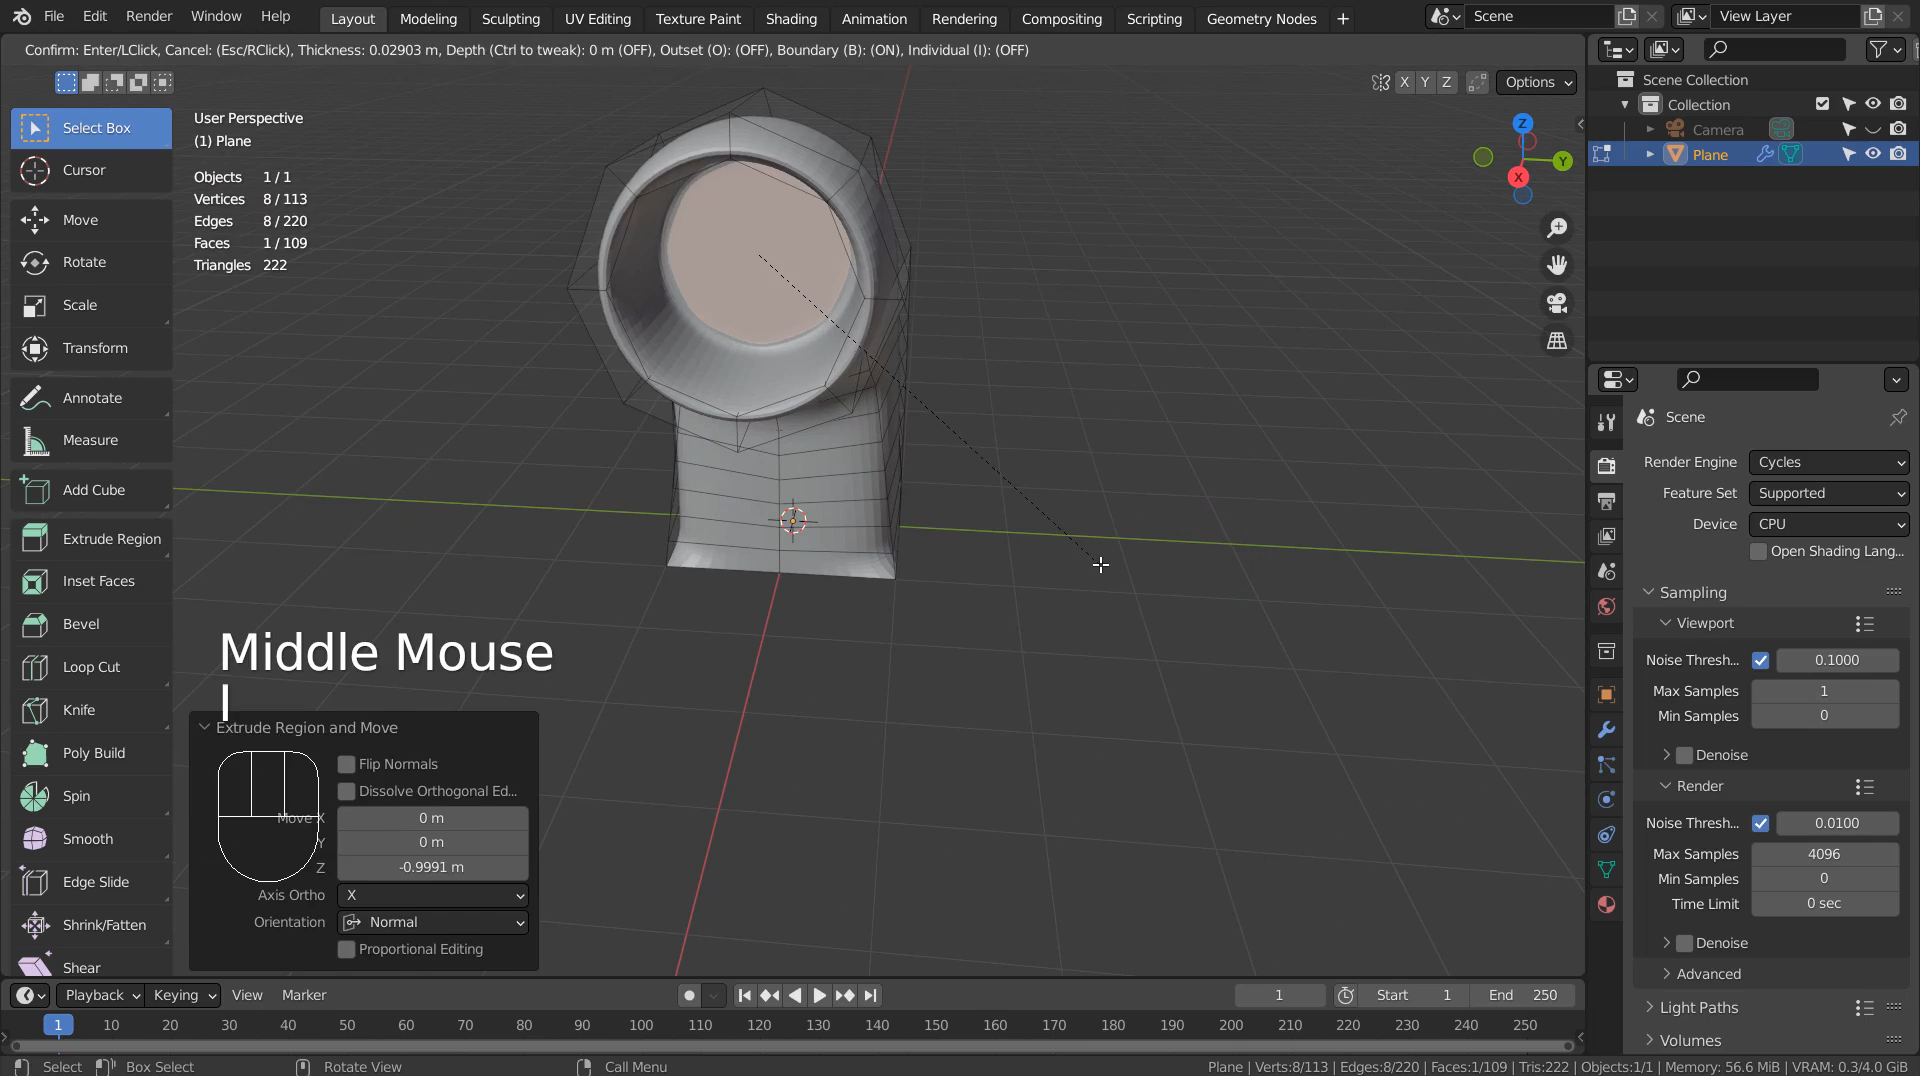 File Edit Render Window Help Layout Modeling Sculpting UV Editing Texture Paint Shading Animation Rendering Compositing Scripting Geometry Nodes + Scene View Layer
Confirm: Enter/LClick, Cancel: (Esc/RClick), Thickness: 0.02903 m, Depth (Ctrl to tweak): 0 m (OFF), Outset (O): (OFF), Boundary (B): (ON), Individual (I): (OFF)
X Y Z Options
Select Box
Cursor
Move
Rotate
Scale
Transform
Annotate
Measure
Add Cube
Extrude Region
Inset Faces
Bevel
Loop Cut
Knife
Poly Build
Spin
Smooth
Edge Slide
Shrink/Fatten
Shear
User Perspective
(1) Plane
Objects 1 / 1
Vertices 8 / 113
Edges 8 / 220
Faces 1 / 109
Triangles 222
Z
Y
X
Middle Mouse
I
Extrude Region and Move
Flip Normals
Dissolve Orthogonal Ed...
Move X 0 m
Y 0 m
Z -0.9991 m
Axis Ortho X
Orientation Normal
Proportional Editing
Scene Collection
Collection
Camera
Plane
Scene
Render Engine Cycles
Feature Set Supported
Device CPU
Open Shading Lang...
Sampling
Viewport
Noise Thresh... 0.1000
Max Samples 1
Min Samples 0
Denoise
Render
Noise Thresh... 0.0100
Max Samples 4096
Min Samples 0
Time Limit 0 sec
Denoise
Advanced
Light Paths
Volumes
Playback Keying View Marker 1 Start 1 End 250
1 10 20 30 40 50 60 70 80 90 100 110 120 130 140 150 160 170 180 190 200 210 220 230 240 250
Select Box Select Rotate View Call Menu Plane | Verts:8/113 | Edges:8/220 | Faces:1/109 | Tris:222 | Objects:1/1 | Memory: 56.6 MiB | VRAM: 0.3/4.0 GiB